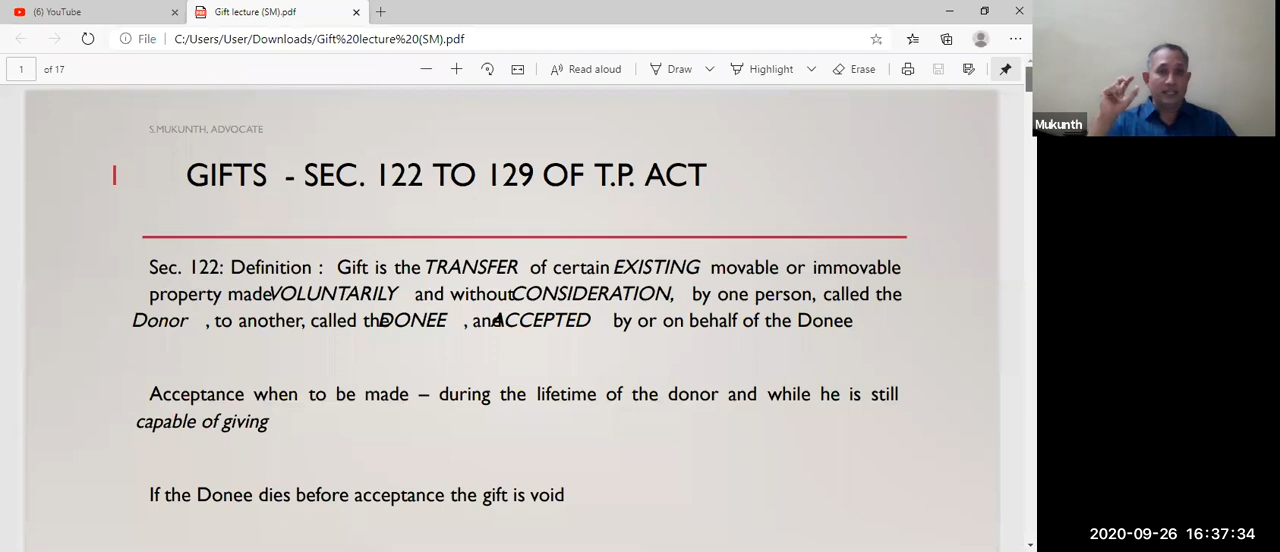 (6) YouTube
Gift lecture (SM).pdf
File
C:/Users/User/Downloads/Gift%20lecture%20(SM).pdf
1 of 17
Read aloud
Draw
Highlight
Erase
Mukunth
S.MUKUNTH, ADVOCATE
I
GIFTS - SEC. 122 TO 129 OF T.P. ACT
Sec. 122: Definition : Gift is the TRANSFER of certain EXISTING movable or immovable
property made VOLUNTARILY and without CONSIDERATION, by one person, called the
Donor , to another, called the DONEE , and ACCEPTED by or on behalf of the Donee
Acceptance when to be made – during the lifetime of the donor and while he is still
capable of giving
If the Donee dies before acceptance the gift is void
2020-09-26 16:37:34